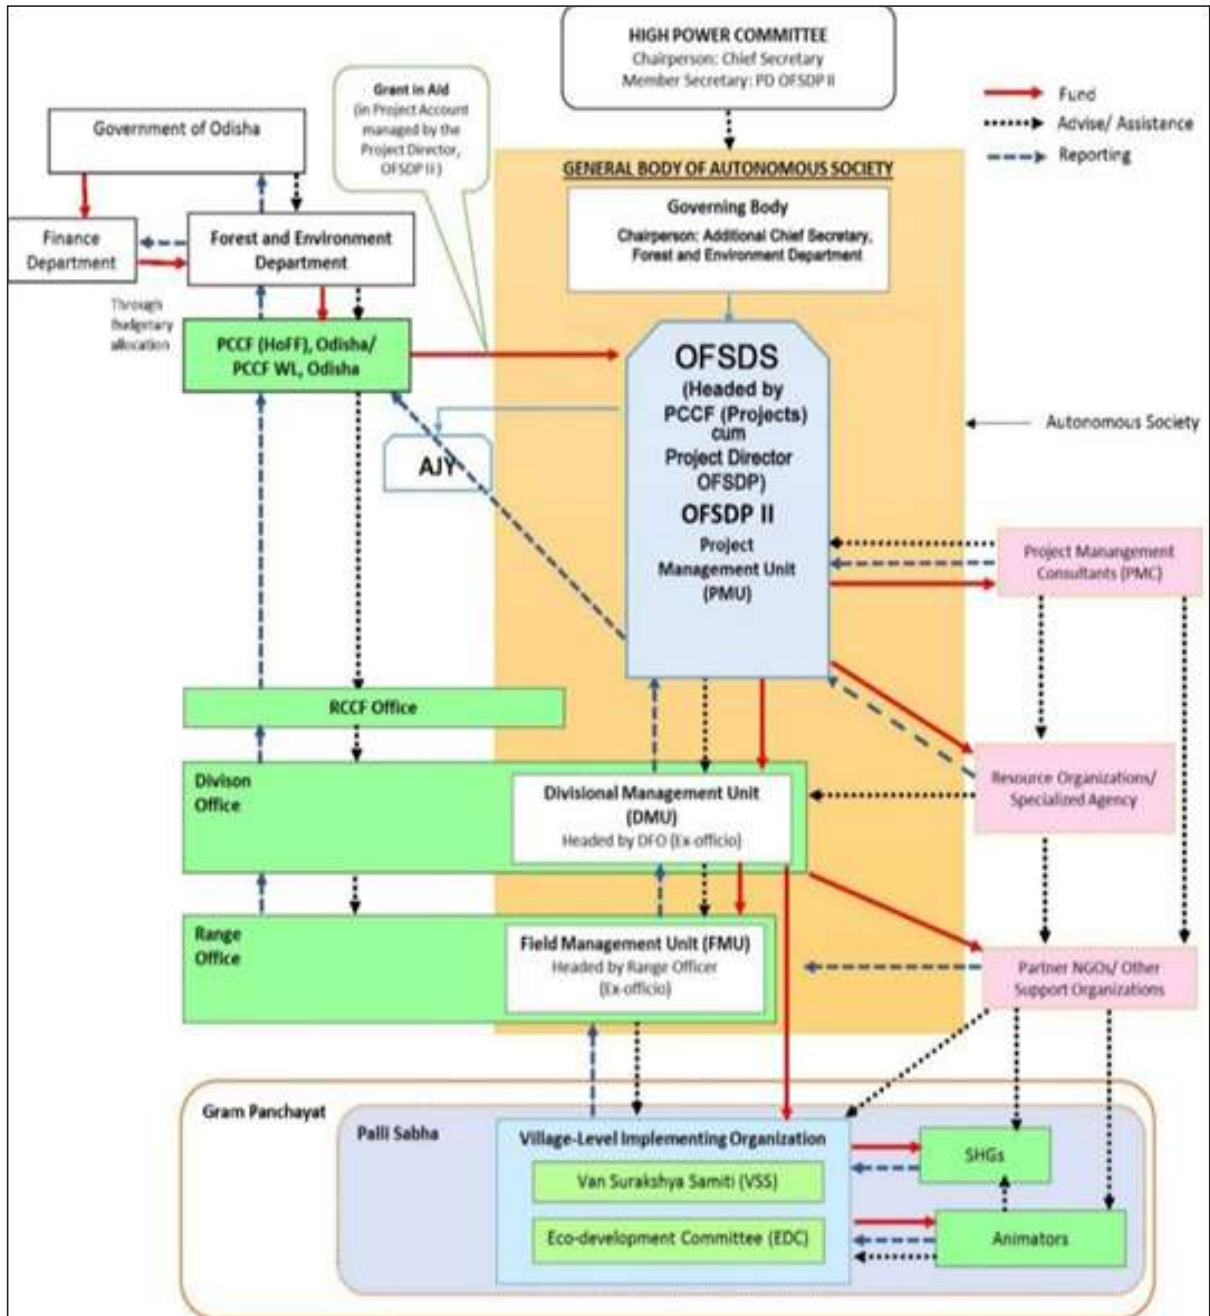 HIGH POWER COMMITTEE
Chairperson: Chief Secretary
Member Secretary: PD OFSDP II
Grant in Aid
(in Project Account
managed by the
Project Director,
OFSDP II)
Fund
Advise/ Assistance
Reporting
Government of Odisha
GENERAL BODY OF AUTONOMOUS SOCIETY
Governing Body
Chairperson: Additional Chief Secretary,
Forest and Environment Department
Finance
Department
Forest and Environment
Department
Through
Budgetary
allocation
PCCF (HoFF), Odisha/
PCCF WL, Odisha
OFSDS
(Headed by
PCCF (Projects)
cum
Project Director
OFSDP)
OFSDP II
Project
Management Unit
(PMU)
Autonomous Society
AJY
Project Manangement
Consultants (PMC)
RCCF Office
Divison
Office
Divisional Management Unit
(DMU)
Headed by DFO (Ex-officio)
Resource Organizations/
Specialized Agency
Range
Office
Field Management Unit (FMU)
Headed by Range Officer
(Ex-officio)
Partner NGOs/ Other
Support Organizations
Gram Panchayat
Palli Sabha
Village-Level Implementing Organization
Van Surakshya Samiti (VSS)
Eco-development Committee (EDC)
SHGs
Animators